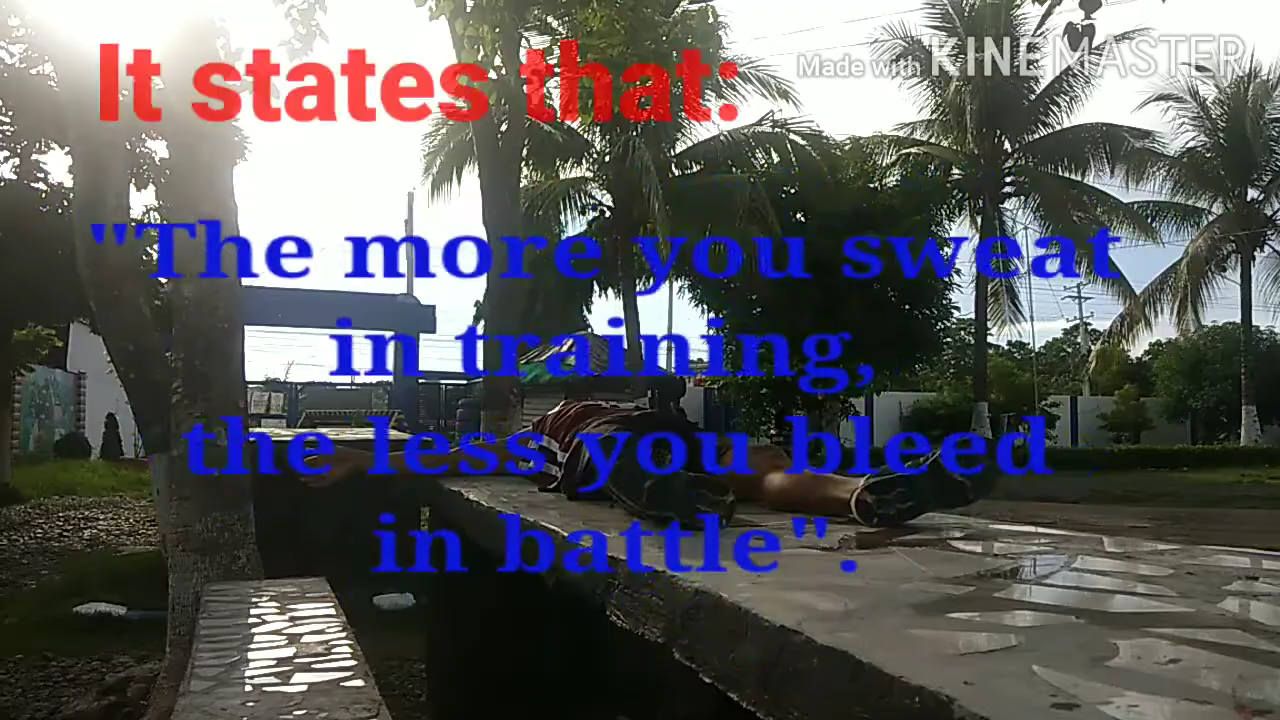 It states that:
Made with KINEMASTER
"The more you sweat
in training,
the less you bleed
in battle".